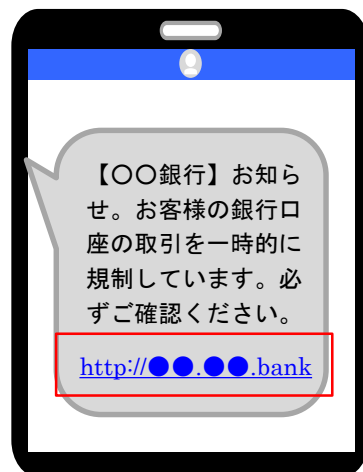 【〇〇銀行】お知ら
せ。お客様の銀行口
座の取引を一時的に
規制しています。必
ずご確認ください。
http://●●.●●.bank